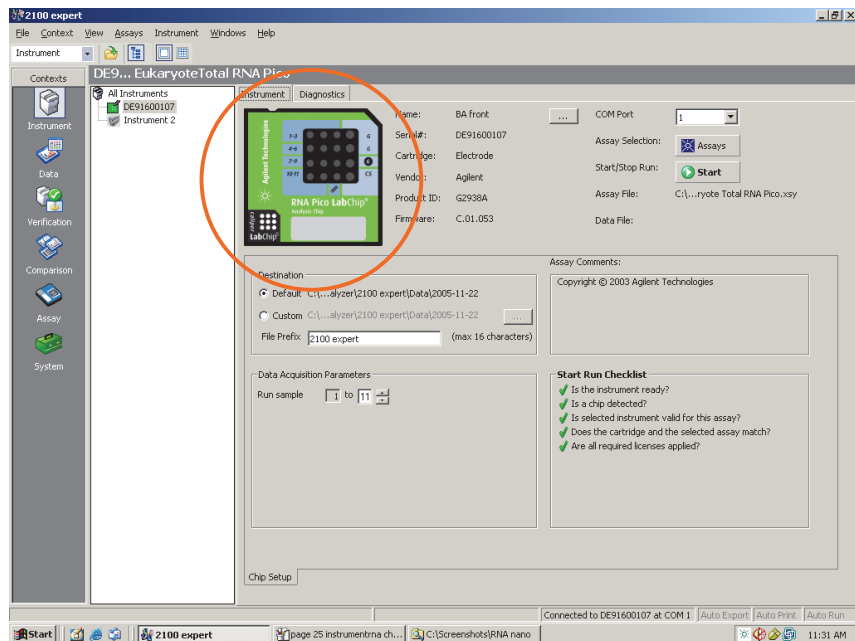 2100 expert
File Context View Assays Instrument Windows Help
Instrument
Contexts
DE9... EukaryoteTotal RNA Pico
Instrument
Data
Verification
Comparison
Assay
System
All Instruments
DE91600107
Instrument 2
Instrument Diagnostics
Agilent Technologies
1-3 G
4-6 6
7-9
10-11 CS
RNA Pico LabChip®
Analysis Chip
caliper
LabChip®
Name: BA front ...
Serial#: DE91600107
Cartridge: Electrode
Vendor: Agilent
Product ID: G2938A
Firmware: C.01.053
COM Port 1
Assay Selection: Assays
Start/Stop Run: Start
Assay File: C:\...ryote Total RNA Pico.xsy
Data File:
Destination
Default C:\...alyzer\2100 expert\Data\2005-11-22
Custom C:\...alyzer\2100 expert\Data\2005-11-22 ...
File Prefix 2100 expert (max 16 characters)
Assay Comments:
Copyright © 2003 Agilent Technologies
Data Acquisition Parameters
Run sample 1 to 11
Start Run Checklist
Is the instrument ready?
Is a chip detected?
Is selected instrument valid for this assay?
Does the cartridge and the selected assay match?
Are all required licenses applied?
Chip Setup
Connected to DE91600107 at COM 1 Auto Export Auto Print Auto Run
Start 2100 expert page 25 instrumentrna ch... C:\Screenshots\RNA nano 11:31 AM